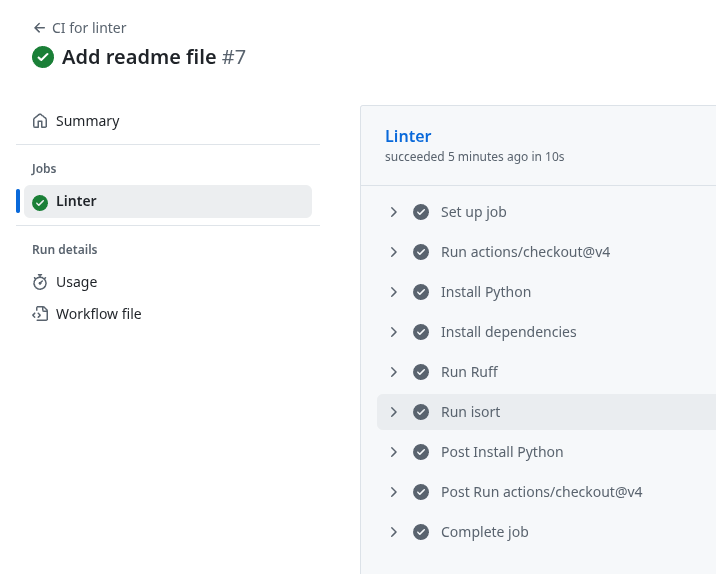 CI for linter
Add readme file #7
Summary
Jobs
Linter
Run details
Usage
Workflow file
Linter
succeeded 5 minutes ago in 10s
Set up job
Run actions/checkout@v4
Install Python
Install dependencies
Run Ruff
Run isort
Post Install Python
Post Run actions/checkout@v4
Complete job